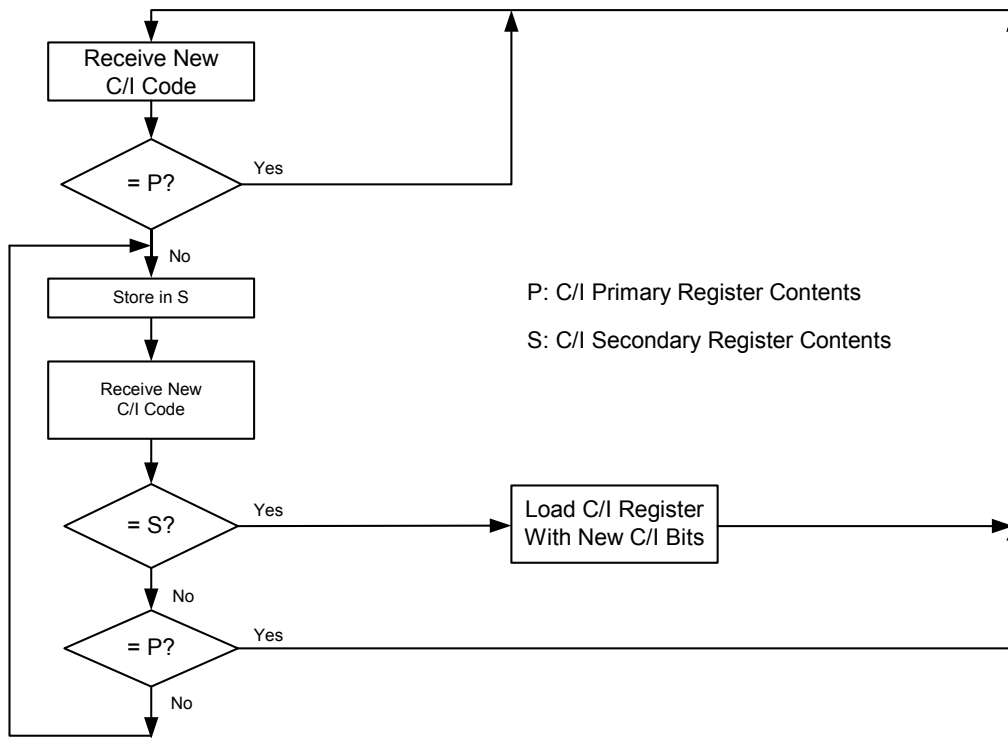 Receive New
C/I Code
= P?
Yes
No
Store in S
P: C/I Primary Register Contents
S: C/I Secondary Register Contents
Receive New
C/I Code
= S?
Yes
Load C/I Register
With New C/I Bits
No
= P?
Yes
No